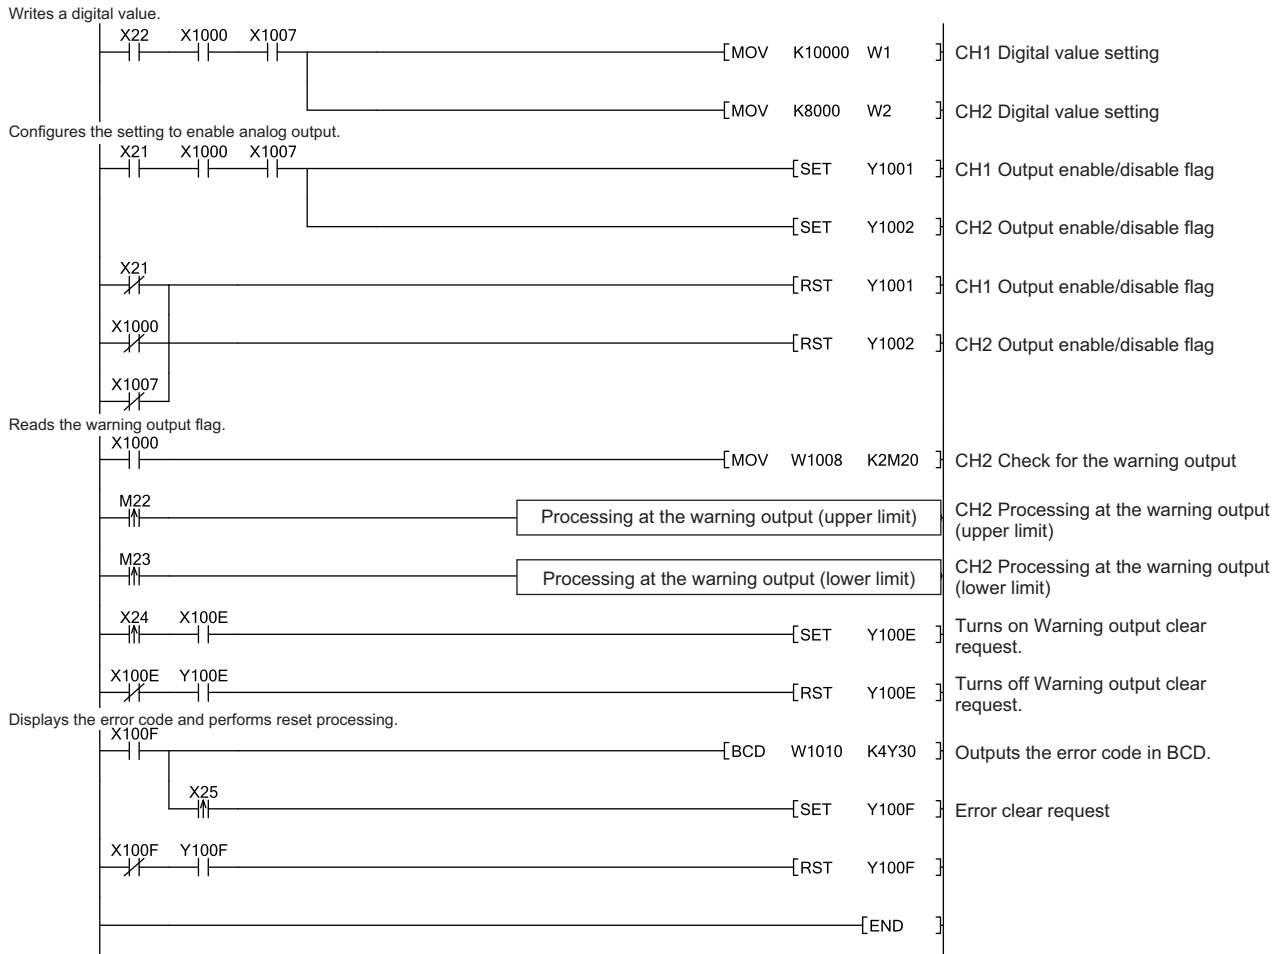 Writes a digital value.
X22 X1000 X1007
[MOV K10000 W1 ] CH1 Digital value setting
[MOV K8000 W2 ] CH2 Digital value setting
Configures the setting to enable analog output.
X21 X1000 X1007
[SET Y1001 ] CH1 Output enable/disable flag
[SET Y1002 ] CH2 Output enable/disable flag
X21
[RST Y1001 ] CH1 Output enable/disable flag
X1000
[RST Y1002 ] CH2 Output enable/disable flag
X1007
Reads the warning output flag.
X1000
[MOV W1008 K2M20 ] CH2 Check for the warning output
M22
Processing at the warning output (upper limit)
CH2 Processing at the warning output
(upper limit)
M23
Processing at the warning output (lower limit)
CH2 Processing at the warning output
(lower limit)
X24 X100E
[SET Y100E ] Turns on Warning output clear
request.
X100E Y100E
[RST Y100E ] Turns off Warning output clear
request.
Displays the error code and performs reset processing.
X100F
[BCD W1010 K4Y30 ] Outputs the error code in BCD.
X25
[SET Y100F ] Error clear request
X100F Y100F
[RST Y100F ]
[END ]